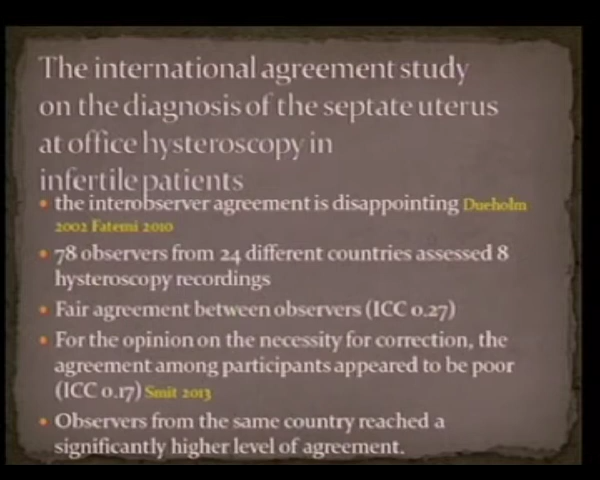 The international agreement study
on the diagnosis of the septate uterus
at office hysteroscopy in
infertile patients
• the interobserver agreement is disappointing Dueholm
2002 Fatemi 2010
• 78 observers from 24 different countries assessed 8
hysteroscopy recordings
• Fair agreement between observers (ICC 0.27)
• For the opinion on the necessity for correction, the
agreement among participants appeared to be poor
(ICC 0.17) Smit 2013
• Observers from the same country reached a
significantly higher level of agreement.